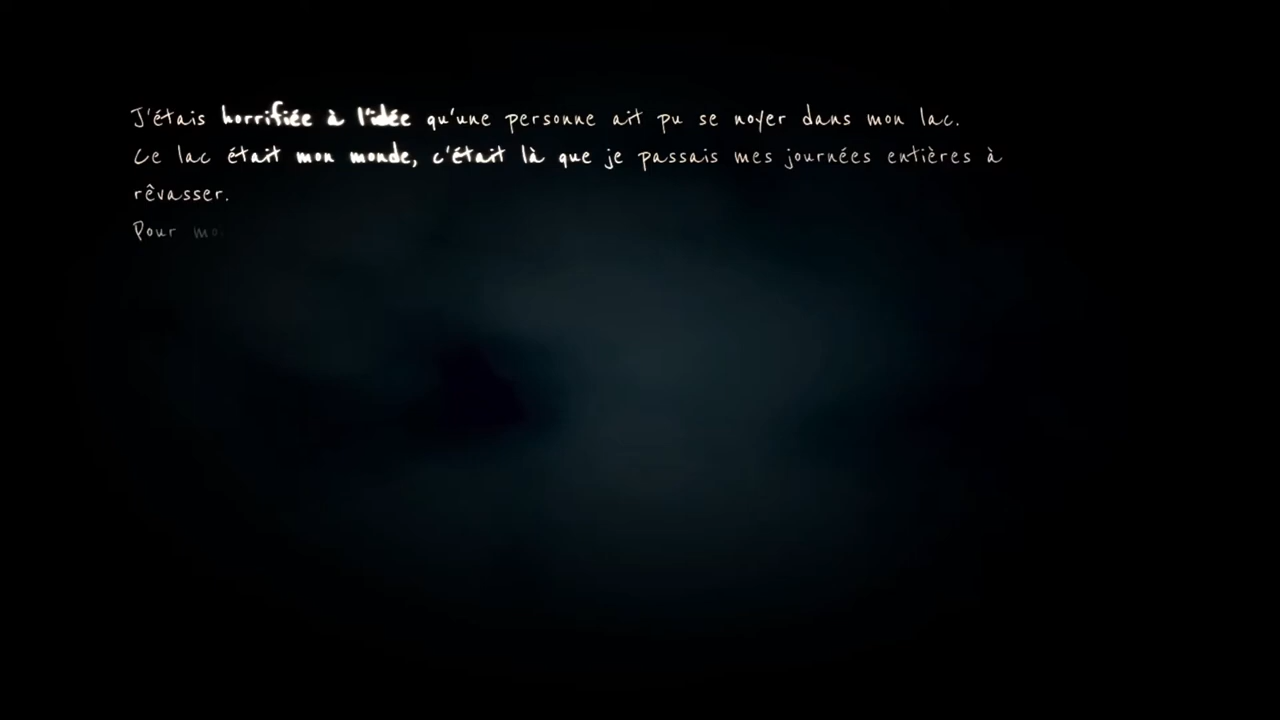 J'étais horrifiée à l'idée qu'une personne ait pu se noyer dans mon lac.
Ce lac était mon monde, c'était là que je passais mes journées entières à
rêvasser.
Pour mo